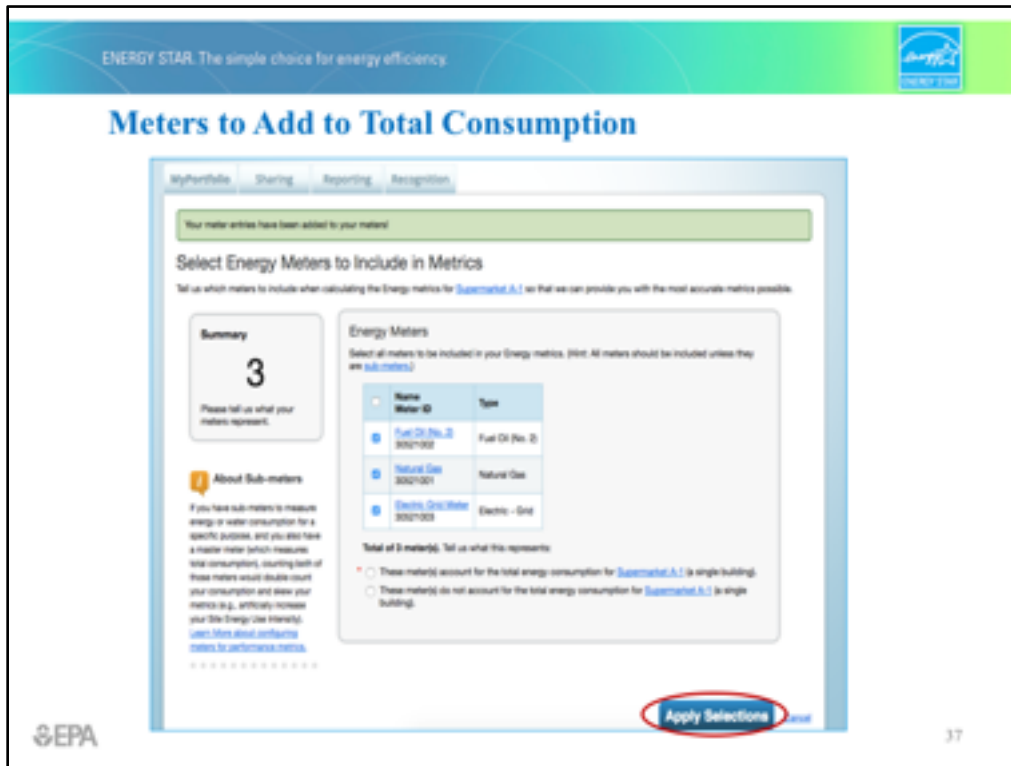 ENERGY STAR. The simple choice for energy efficiency.
ENERGY STAR
Meters to Add to Total Consumption
MyPortfolio Sharing Reporting Recognition
Your meter entries have been added to your meters!
Select Energy Meters to Include in Metrics
Tell us which meters to include when calculating the Energy metrics for Supermarket A-1 so that we can provide you with the most accurate metrics possible.
Summary
3
Please tell us what your
meters represent.
About Sub-meters
If you have sub-meters to measure
energy or water consumption for a
specific purpose, and you also have
a master meter (which measures
total consumption), counting both of
those meters would double count
your consumption and skew your
metrics (e.g., artificially increase
your Site Energy Use Intensity).
Learn More about configuring
meters for performance metrics.
Energy Meters
Select all meters to be included in your Energy metrics. (Hint: All meters should be included unless they
are sub-meters.)
Name
Meter ID Type
Fuel Oil (No. 2)
30921002 Fuel Oil (No. 2)
Natural Gas
30921001 Natural Gas
Electric Grid Meter
30921003 Electric - Grid
Total of 3 meter(s). Tell us what this represents:
* These meter(s) account for the total energy consumption for Supermarket A-1 (a single building).
These meter(s) do not account for the total energy consumption for Supermarket A-1 (a single
building).
Apply Selections Cancel
EPA
37